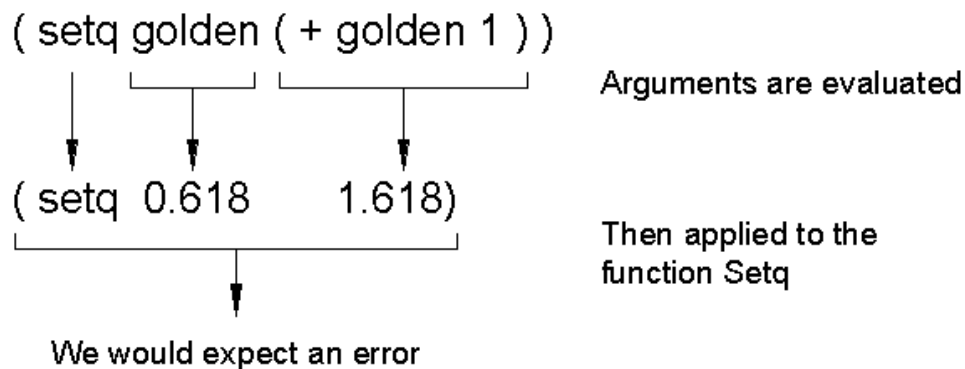 ( setq golden ( + golden 1 ) )
Arguments are evaluated
( setq 0.618 1.618)
Then applied to the
function Setq
We would expect an error